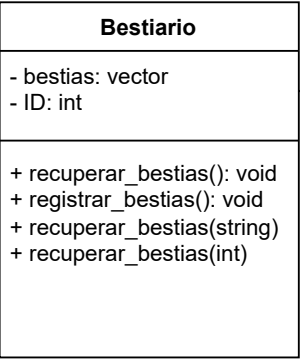 Bestiario
- bestias: vector
- ID: int
+ recuperar_bestias(): void
+ registrar_bestias(): void
+ recuperar_bestias(string)
+ recuperar_bestias(int)